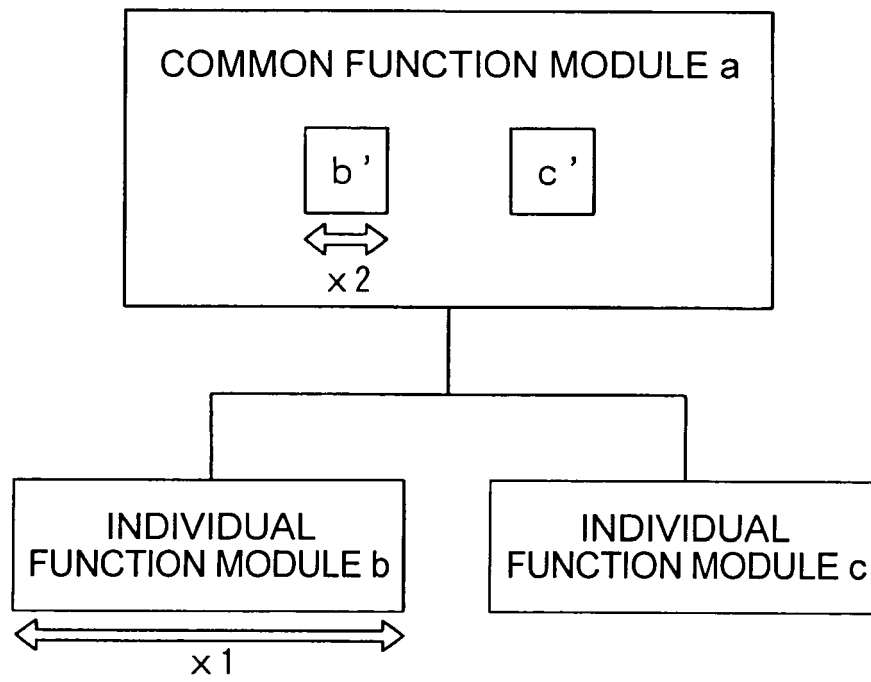 COMMON FUNCTION MODULE a
b’ c’
x2
INDIVIDUAL
FUNCTION MODULE b
INDIVIDUAL
FUNCTION MODULE c
x1